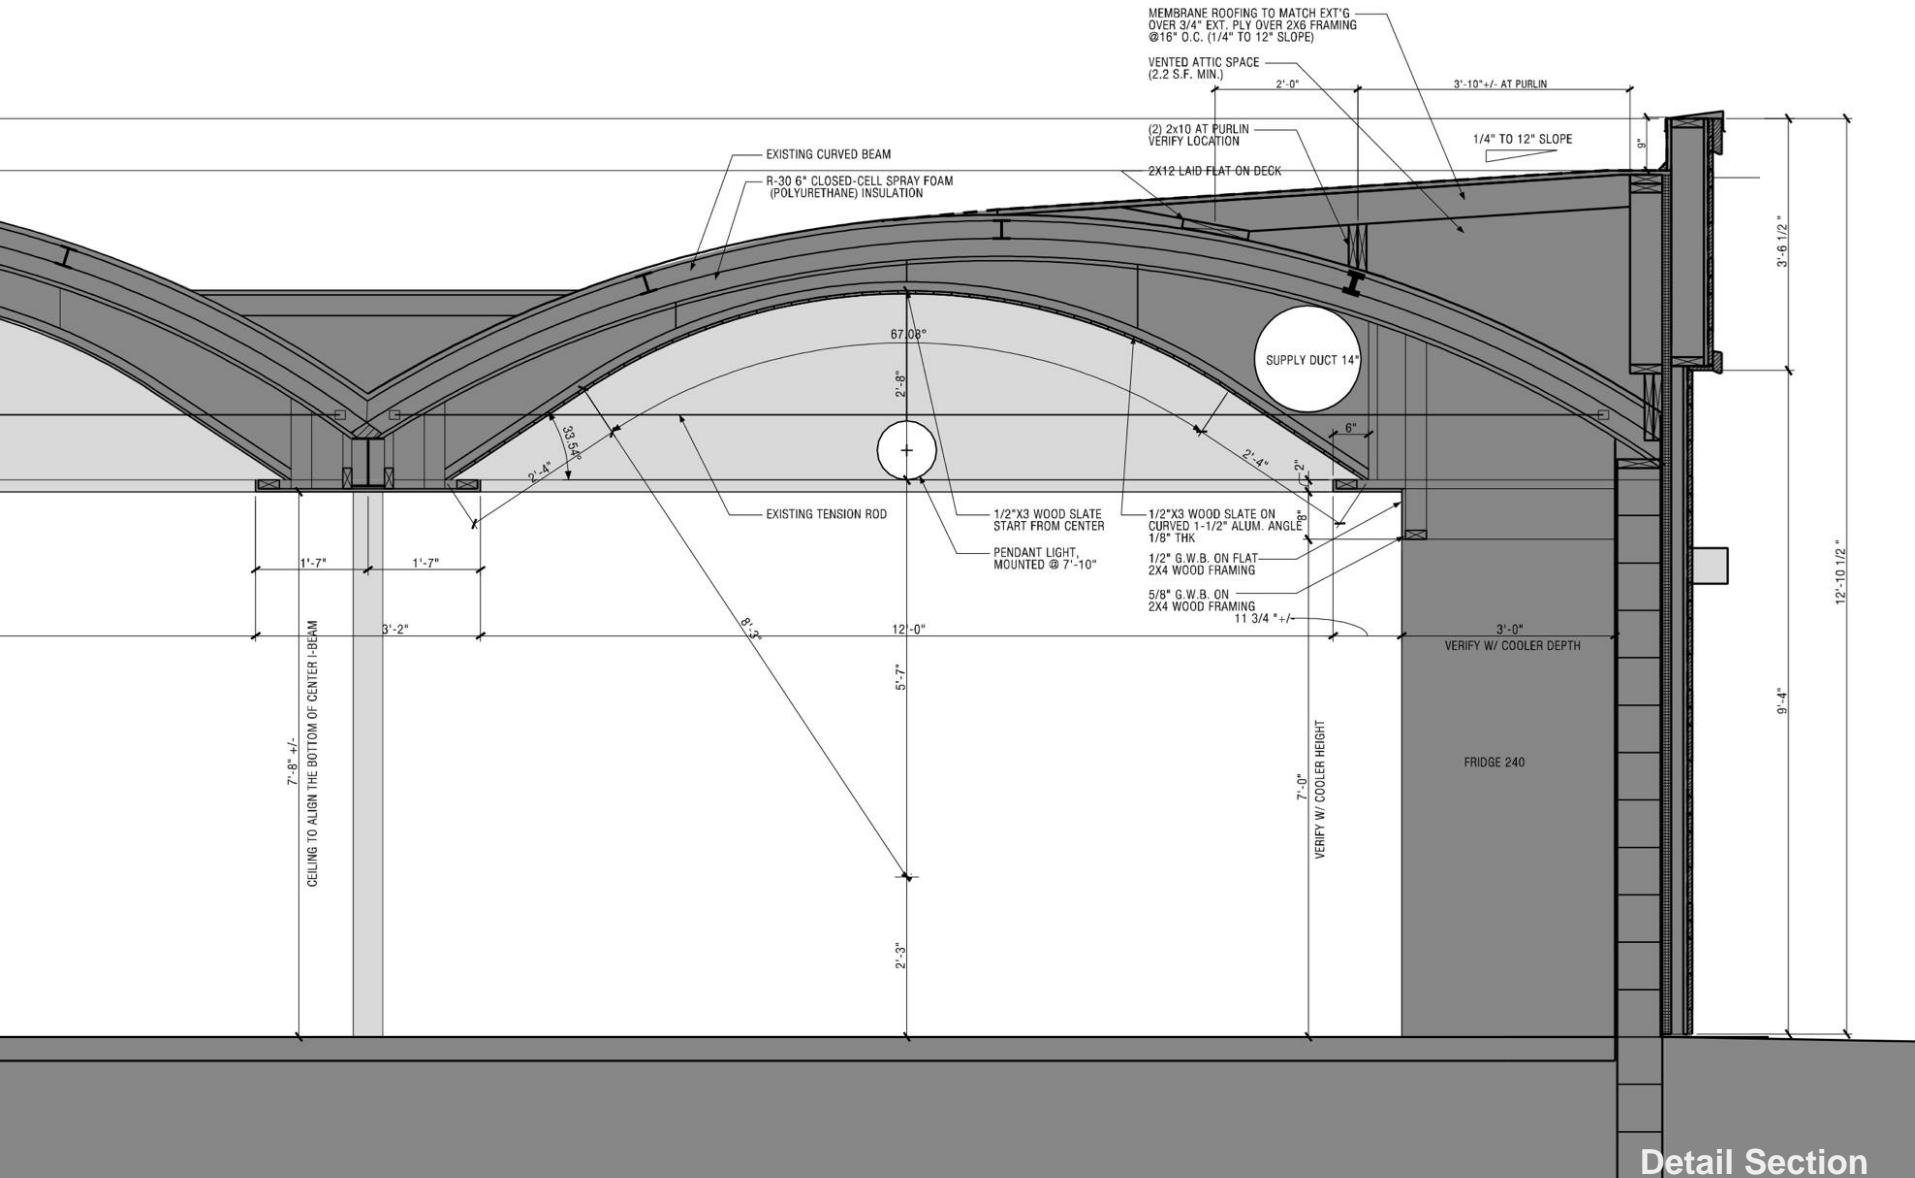 MEMBRANE ROOFING TO MATCH EXT'G
OVER 3/4" EXT. PLY OVER 2X6 FRAMING
@16" O.C. (1/4" TO 12" SLOPE)
VENTED ATTIC SPACE
(2.2 S.F. MIN.)
2'-0"
3'-10"+/- AT PURLIN
(2) 2x10 AT PURLIN
VERIFY LOCATION
1/4" TO 12" SLOPE
9"
EXISTING CURVED BEAM
2X12 LAID FLAT ON DECK
R-30 6" CLOSED-CELL SPRAY FOAM
(POLYURETHANE) INSULATION
3'-6 1/2 "
67.08°
SUPPLY DUCT 14"
2'-8"
33.54°
2'-4"
6"
2'-4"
2"
8"
EXISTING TENSION ROD
1/2"X3 WOOD SLATE
START FROM CENTER
1/2"X3 WOOD SLATE ON
CURVED 1-1/2" ALUM. ANGLE
1/8" THK
PENDANT LIGHT,
MOUNTED @ 7'-10"
1/2" G.W.B. ON FLAT
2X4 WOOD FRAMING
5/8" G.W.B. ON
2X4 WOOD FRAMING
11 3/4 "+/-
1'-7"
1'-7"
12'-10 1/2 "
3'-2"
8'-3"
12'-0"
3'-0"
VERIFY W/ COOLER DEPTH
5'-7"
9'-4"
7'-8" +/-
CEILING TO ALIGN THE BOTTOM OF CENTER I-BEAM
7'-0"
VERIFY W/ COOLER HEIGHT
FRIDGE 240
2'-3"
Detail Section